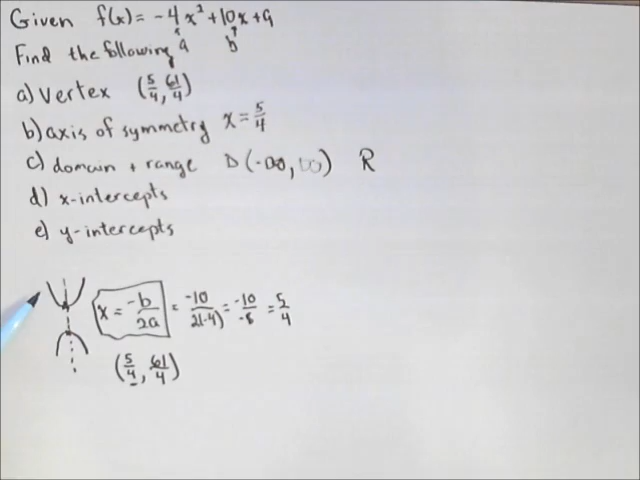 Given f(x) = -4x² + 10x + 9
a b
Find the following
a) Vertex (5/4, 61/4)
b) axis of symmetry x = 5/4
c) domain + range D (-∞, ∞) R
d) x-intercepts
e) y-intercepts
x = -b/2a = -10/2(-4) = -10/-8 = 5/4
(5/4, 61/4)